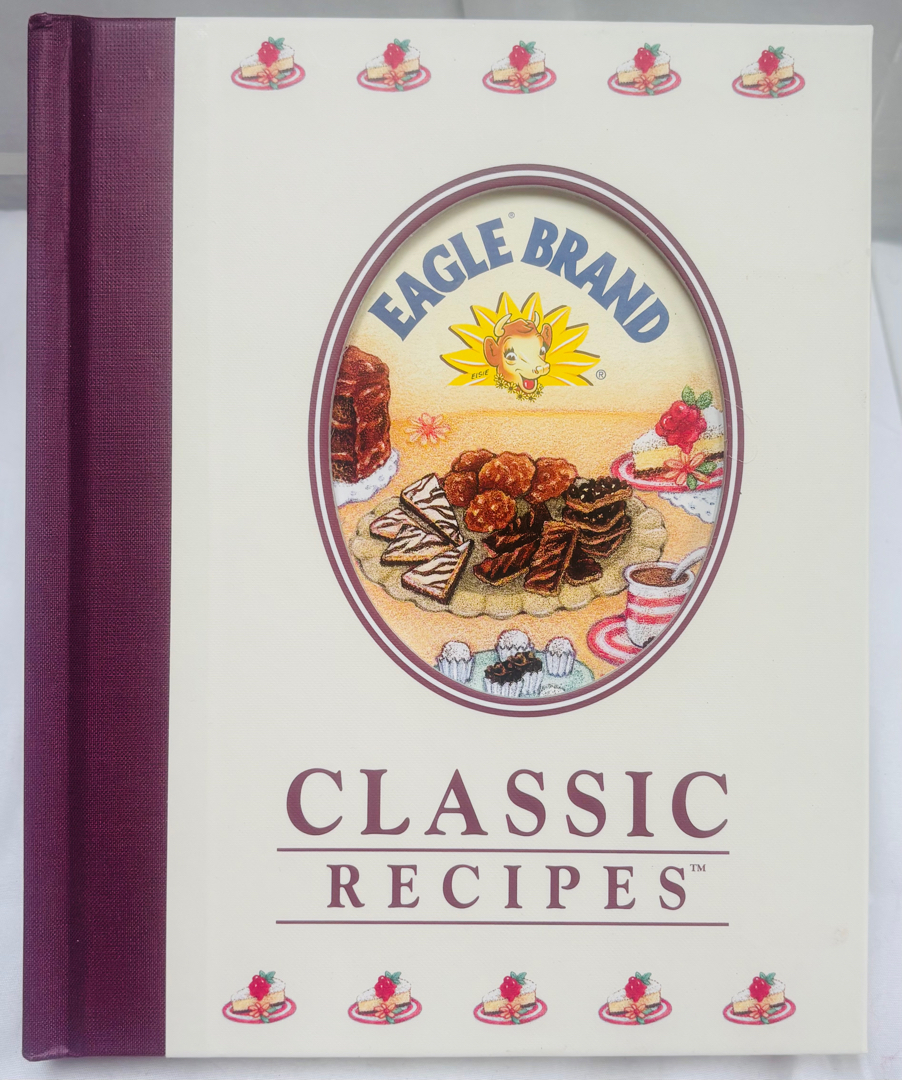 EAGLE® BRAND
ELSIE
®
CLASSIC
RECIPES™